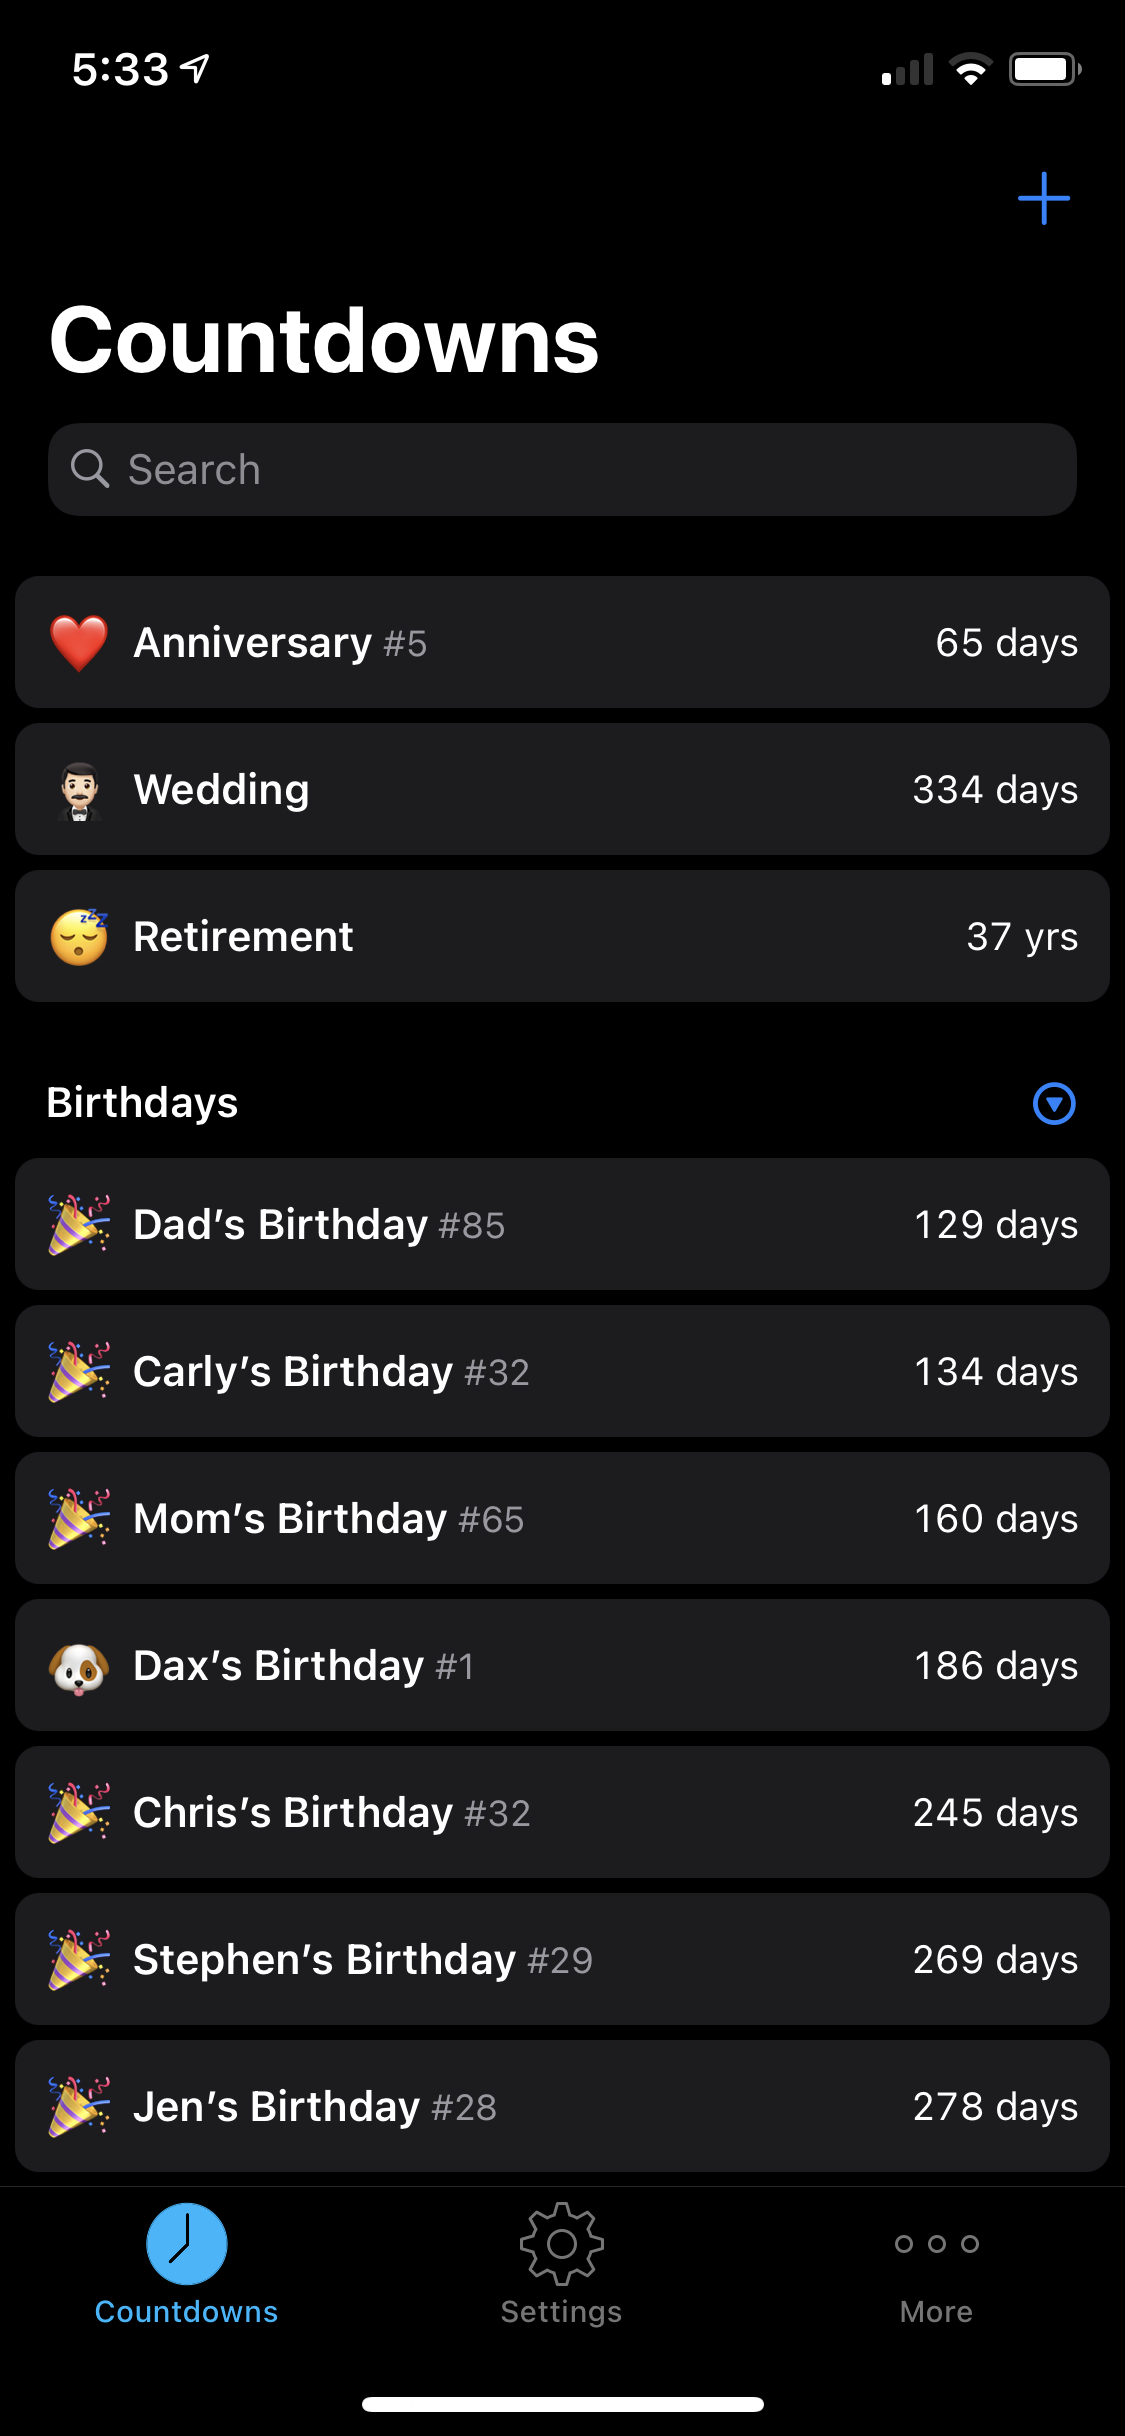 5:33
Countdowns
Search
Anniversary #5 65 days
Wedding 334 days
Retirement 37 yrs
Birthdays
Dad’s Birthday #85 129 days
Carly’s Birthday #32 134 days
Mom’s Birthday #65 160 days
Dax’s Birthday #1 186 days
Chris’s Birthday #32 245 days
Stephen’s Birthday #29 269 days
Jen’s Birthday #28 278 days
Countdowns Settings More